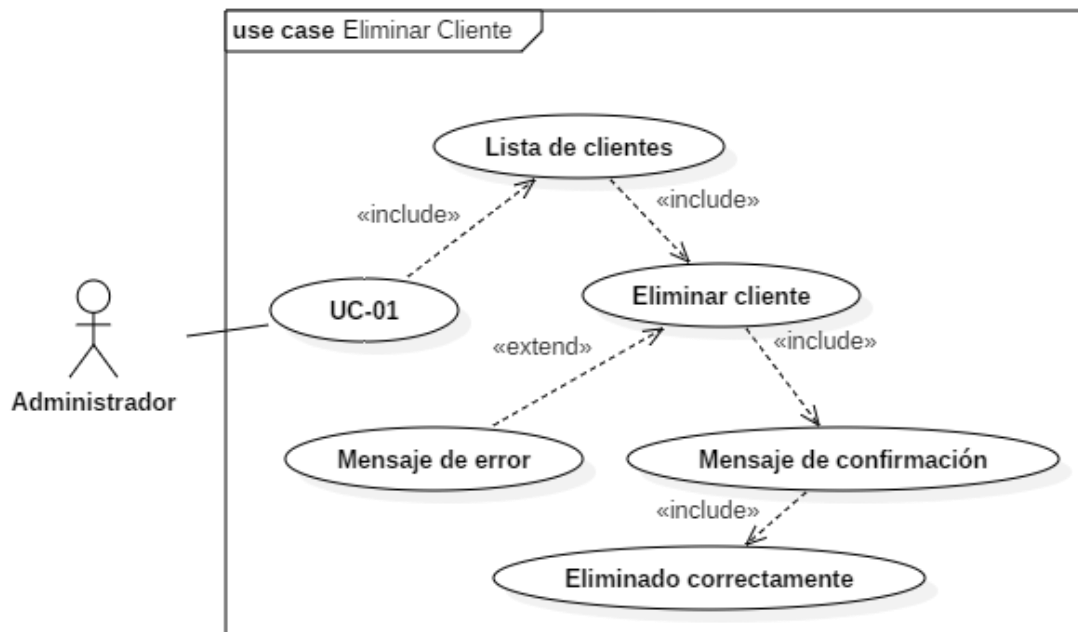 use case Eliminar Cliente
Lista de clientes
«include»
«include»
UC-01
Eliminar cliente
«extend»
«include»
Administrador
Mensaje de error
Mensaje de confirmación
«include»
Eliminado correctamente